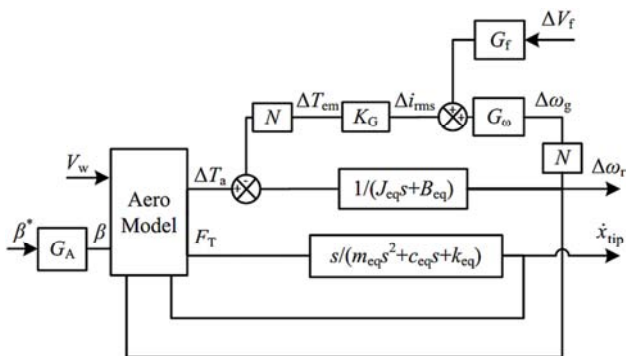 ΔV_f
G_f
N
ΔT_em
K_G
Δi_rms
+
+
G_ω
Δω_g
V_w
ΔT_a
+
-
N
Aero
Model
1/(J_eq s+B_eq)
Δω_r
β*
G_A
β
F_T
s/(m_eq s²+c_eq s+k_eq)
ẋ_tip